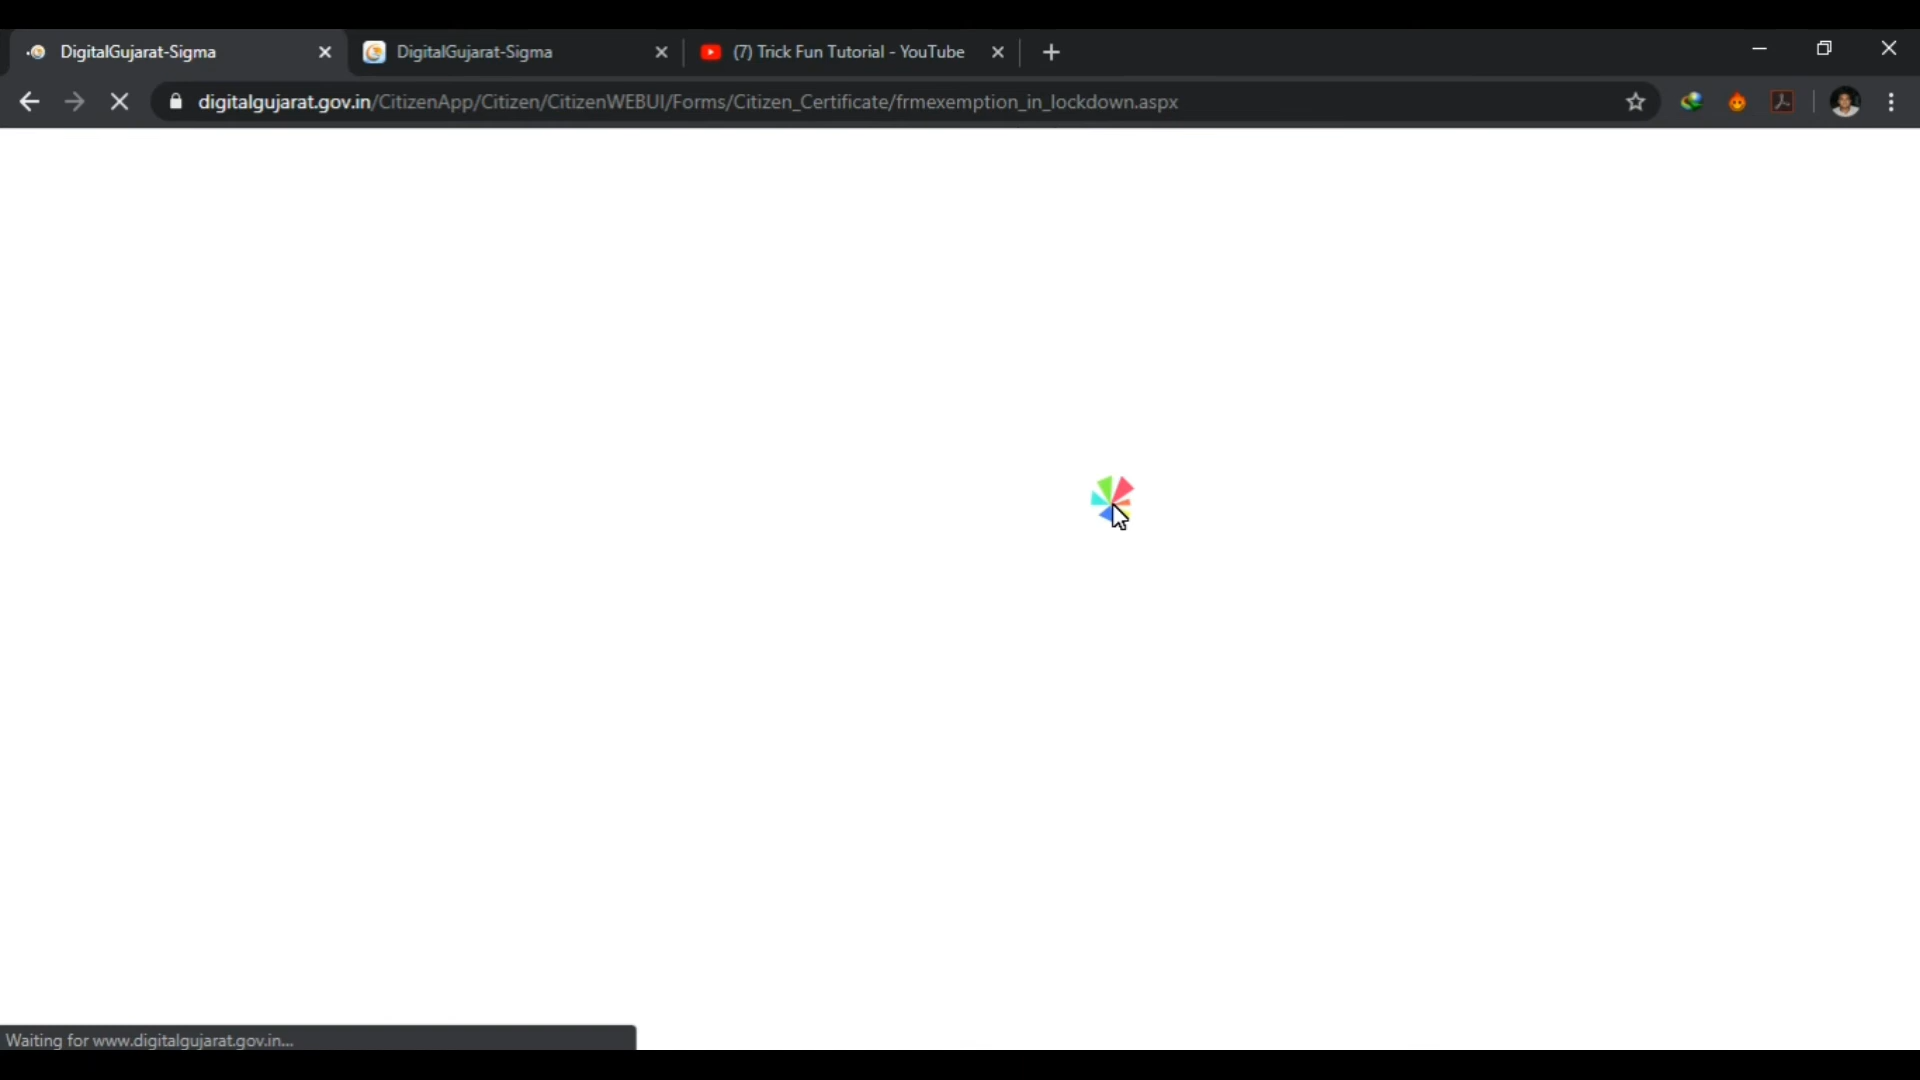 DigitalGujarat-Sigma
DigitalGujarat-Sigma
(7) Trick Fun Tutorial - YouTube
digitalgujarat.gov.in/CitizenApp/Citizen/CitizenWEBUI/Forms/Citizen_Certificate/frmexemption_in_lockdown.aspx
Waiting for www.digitalgujarat.gov.in...